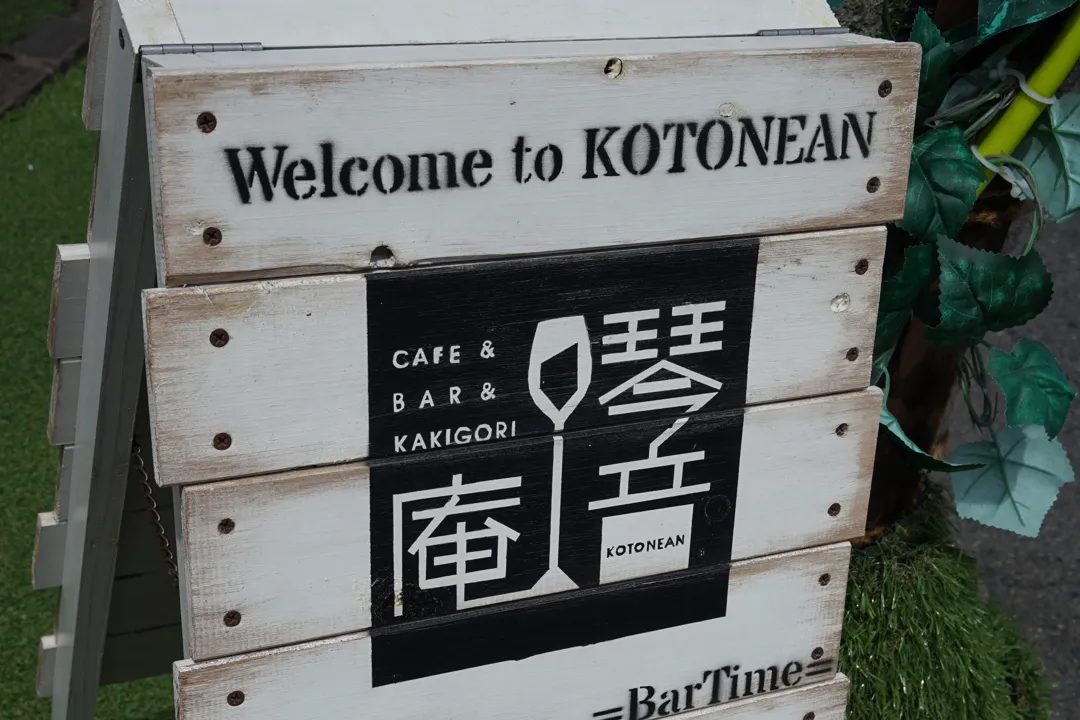 Welcome to KOTONEAN
CAFE &
BAR &
KAKIGORI
琴音
庵
KOTONEAN
=BarTime=